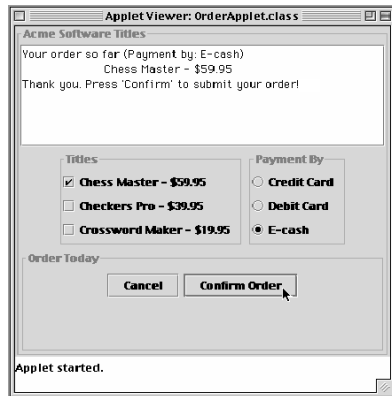 Applet Viewer: OrderApplet.class
Acme Software Titles
Your order so far (Payment by: E-cash)
Chess Master - $59.95
Thank you. Press 'Confirm' to submit your order!
Titles
Payment By
Chess Master - $59.95
Credit Card
Checkers Pro - $39.95
Debit Card
Crossword Maker - $19.95
E-cash
Order Today
Cancel
Confirm Order
Applet started.